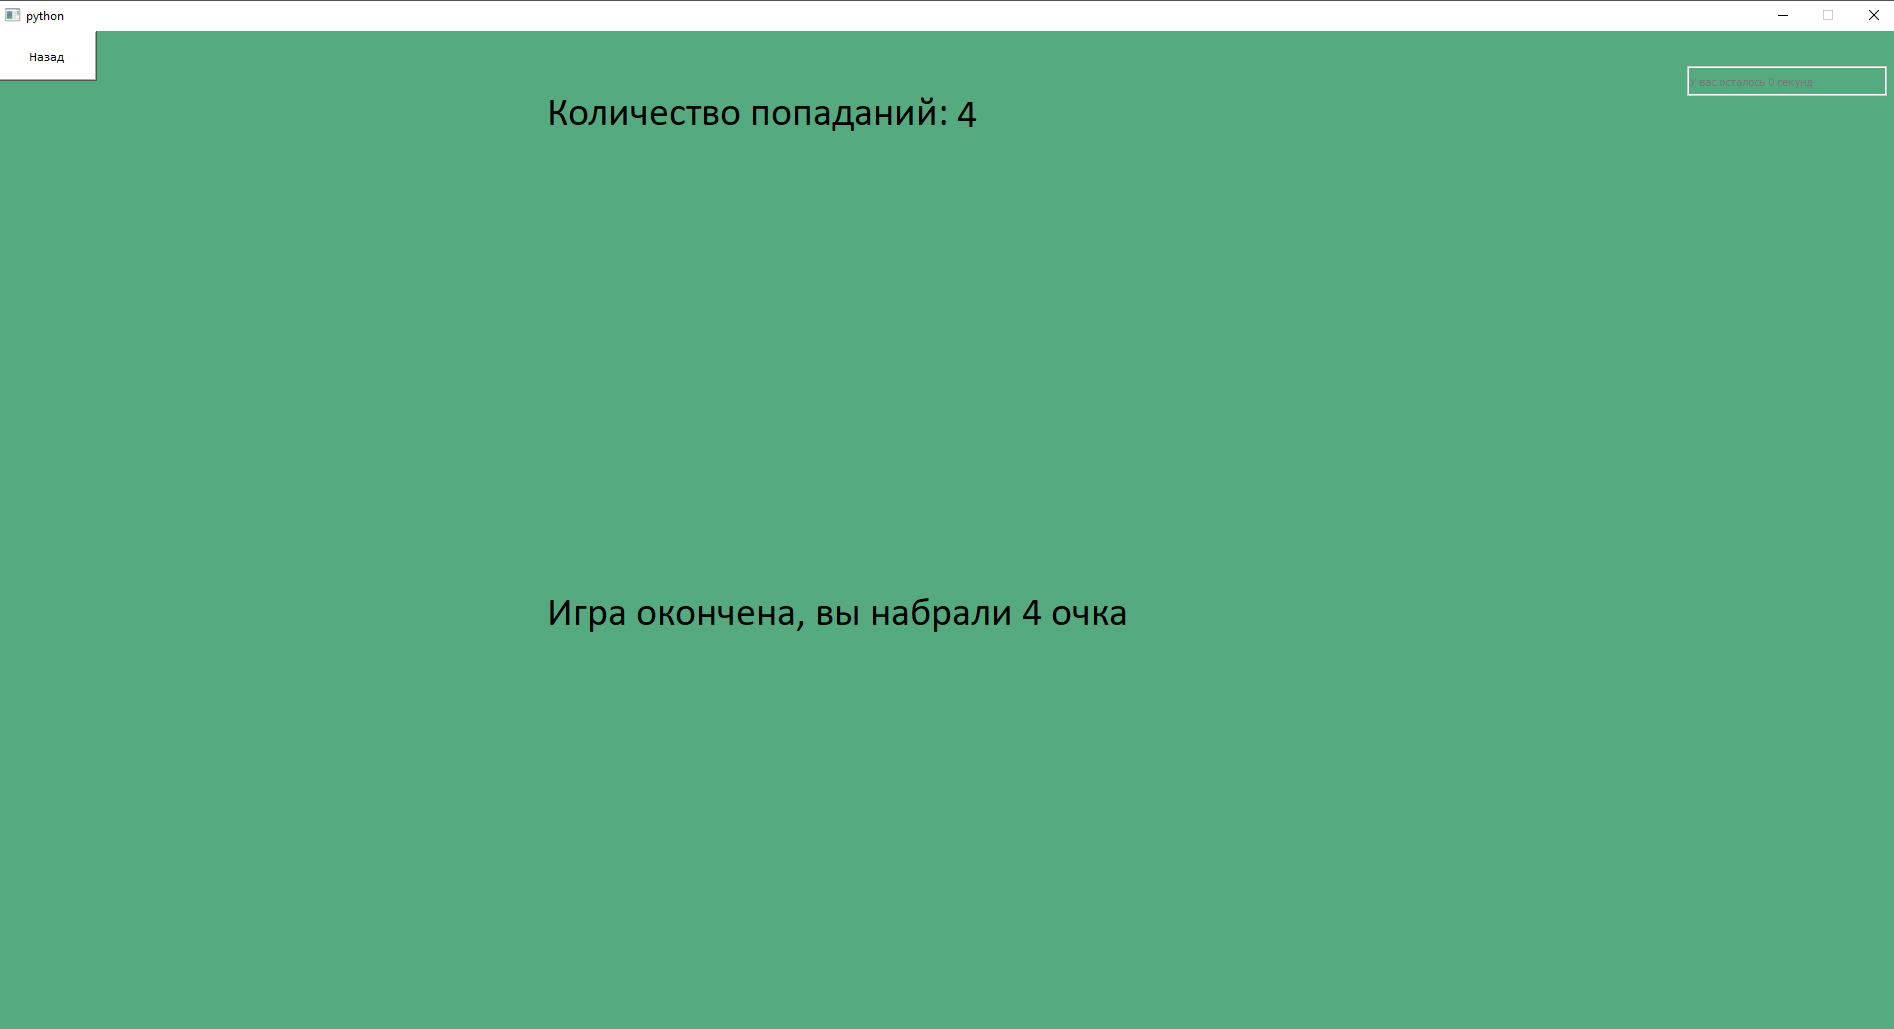 python
Назад
У вас осталось 0 секунд
Количество попаданий: 4
Игра окончена, вы набрали 4 очка